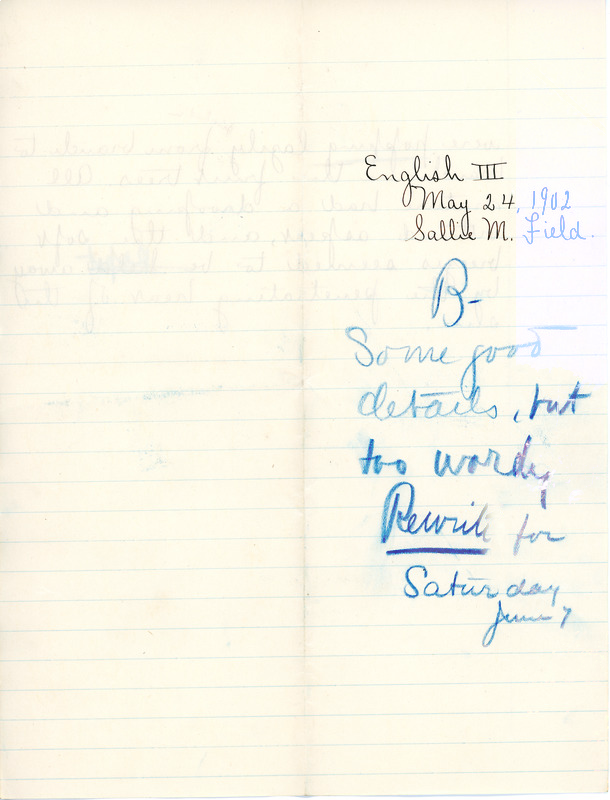 English III
May 24, 1902
Sallie M. Field.
B-
Some good
details, but
too wordy
Rewrite for
Saturday
June 7